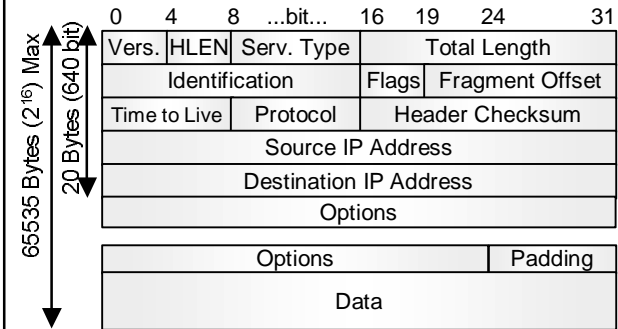 0 4 8 ...bit... 16 19 24 31
Vers. HLEN Serv. Type Total Length
Identification Flags Fragment Offset
Time to Live Protocol Header Checksum
Source IP Address
Destination IP Address
Options
Options Padding
Data
65535 Bytes (2¹⁶) Max
20 Bytes (640 bit)